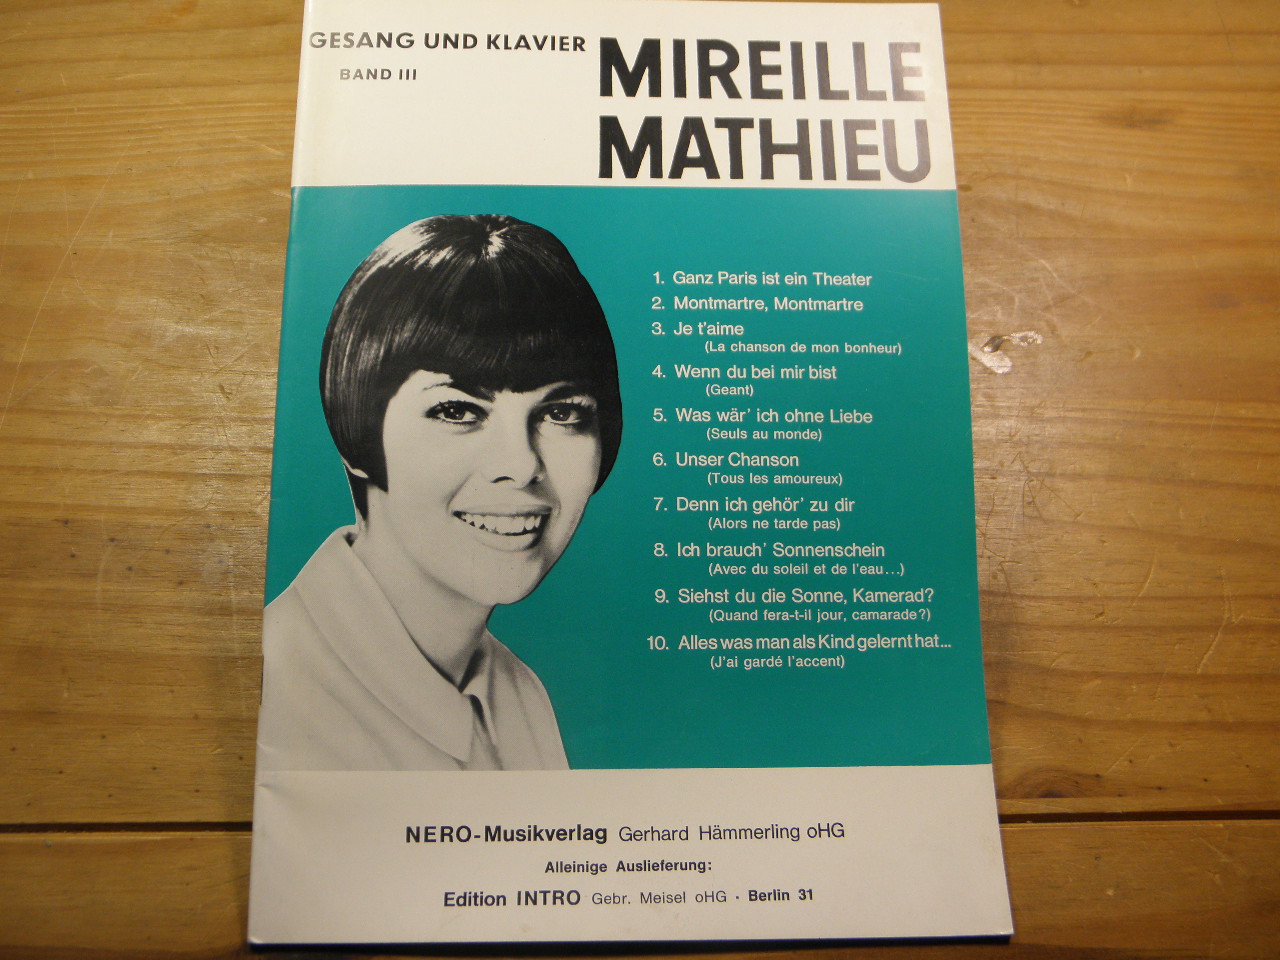 GESANG UND KLAVIER
BAND III
MIREILLE
MATHIEU
1. Ganz Paris ist ein Theater
2. Montmartre, Montmartre
3. Je t'aime
(La chanson de mon bonheur)
4. Wenn du bei mir bist
(Geant)
5. Was wär' ich ohne Liebe
(Seuls au monde)
6. Unser Chanson
(Tous les amoureux)
7. Denn ich gehör' zu dir
(Alors ne tarde pas)
8. Ich brauch' Sonnenschein
(Avec du soleil et de l'eau...)
9. Siehst du die Sonne, Kamerad?
(Quand fera-t-il jour, camarade?)
10. Alles was man als Kind gelernt hat...
(J'ai gardé l'accent)
NERO-Musikverlag Gerhard Hämmerling oHG
Alleinige Auslieferung:
Edition INTRO Gebr. Meisel oHG · Berlin 31